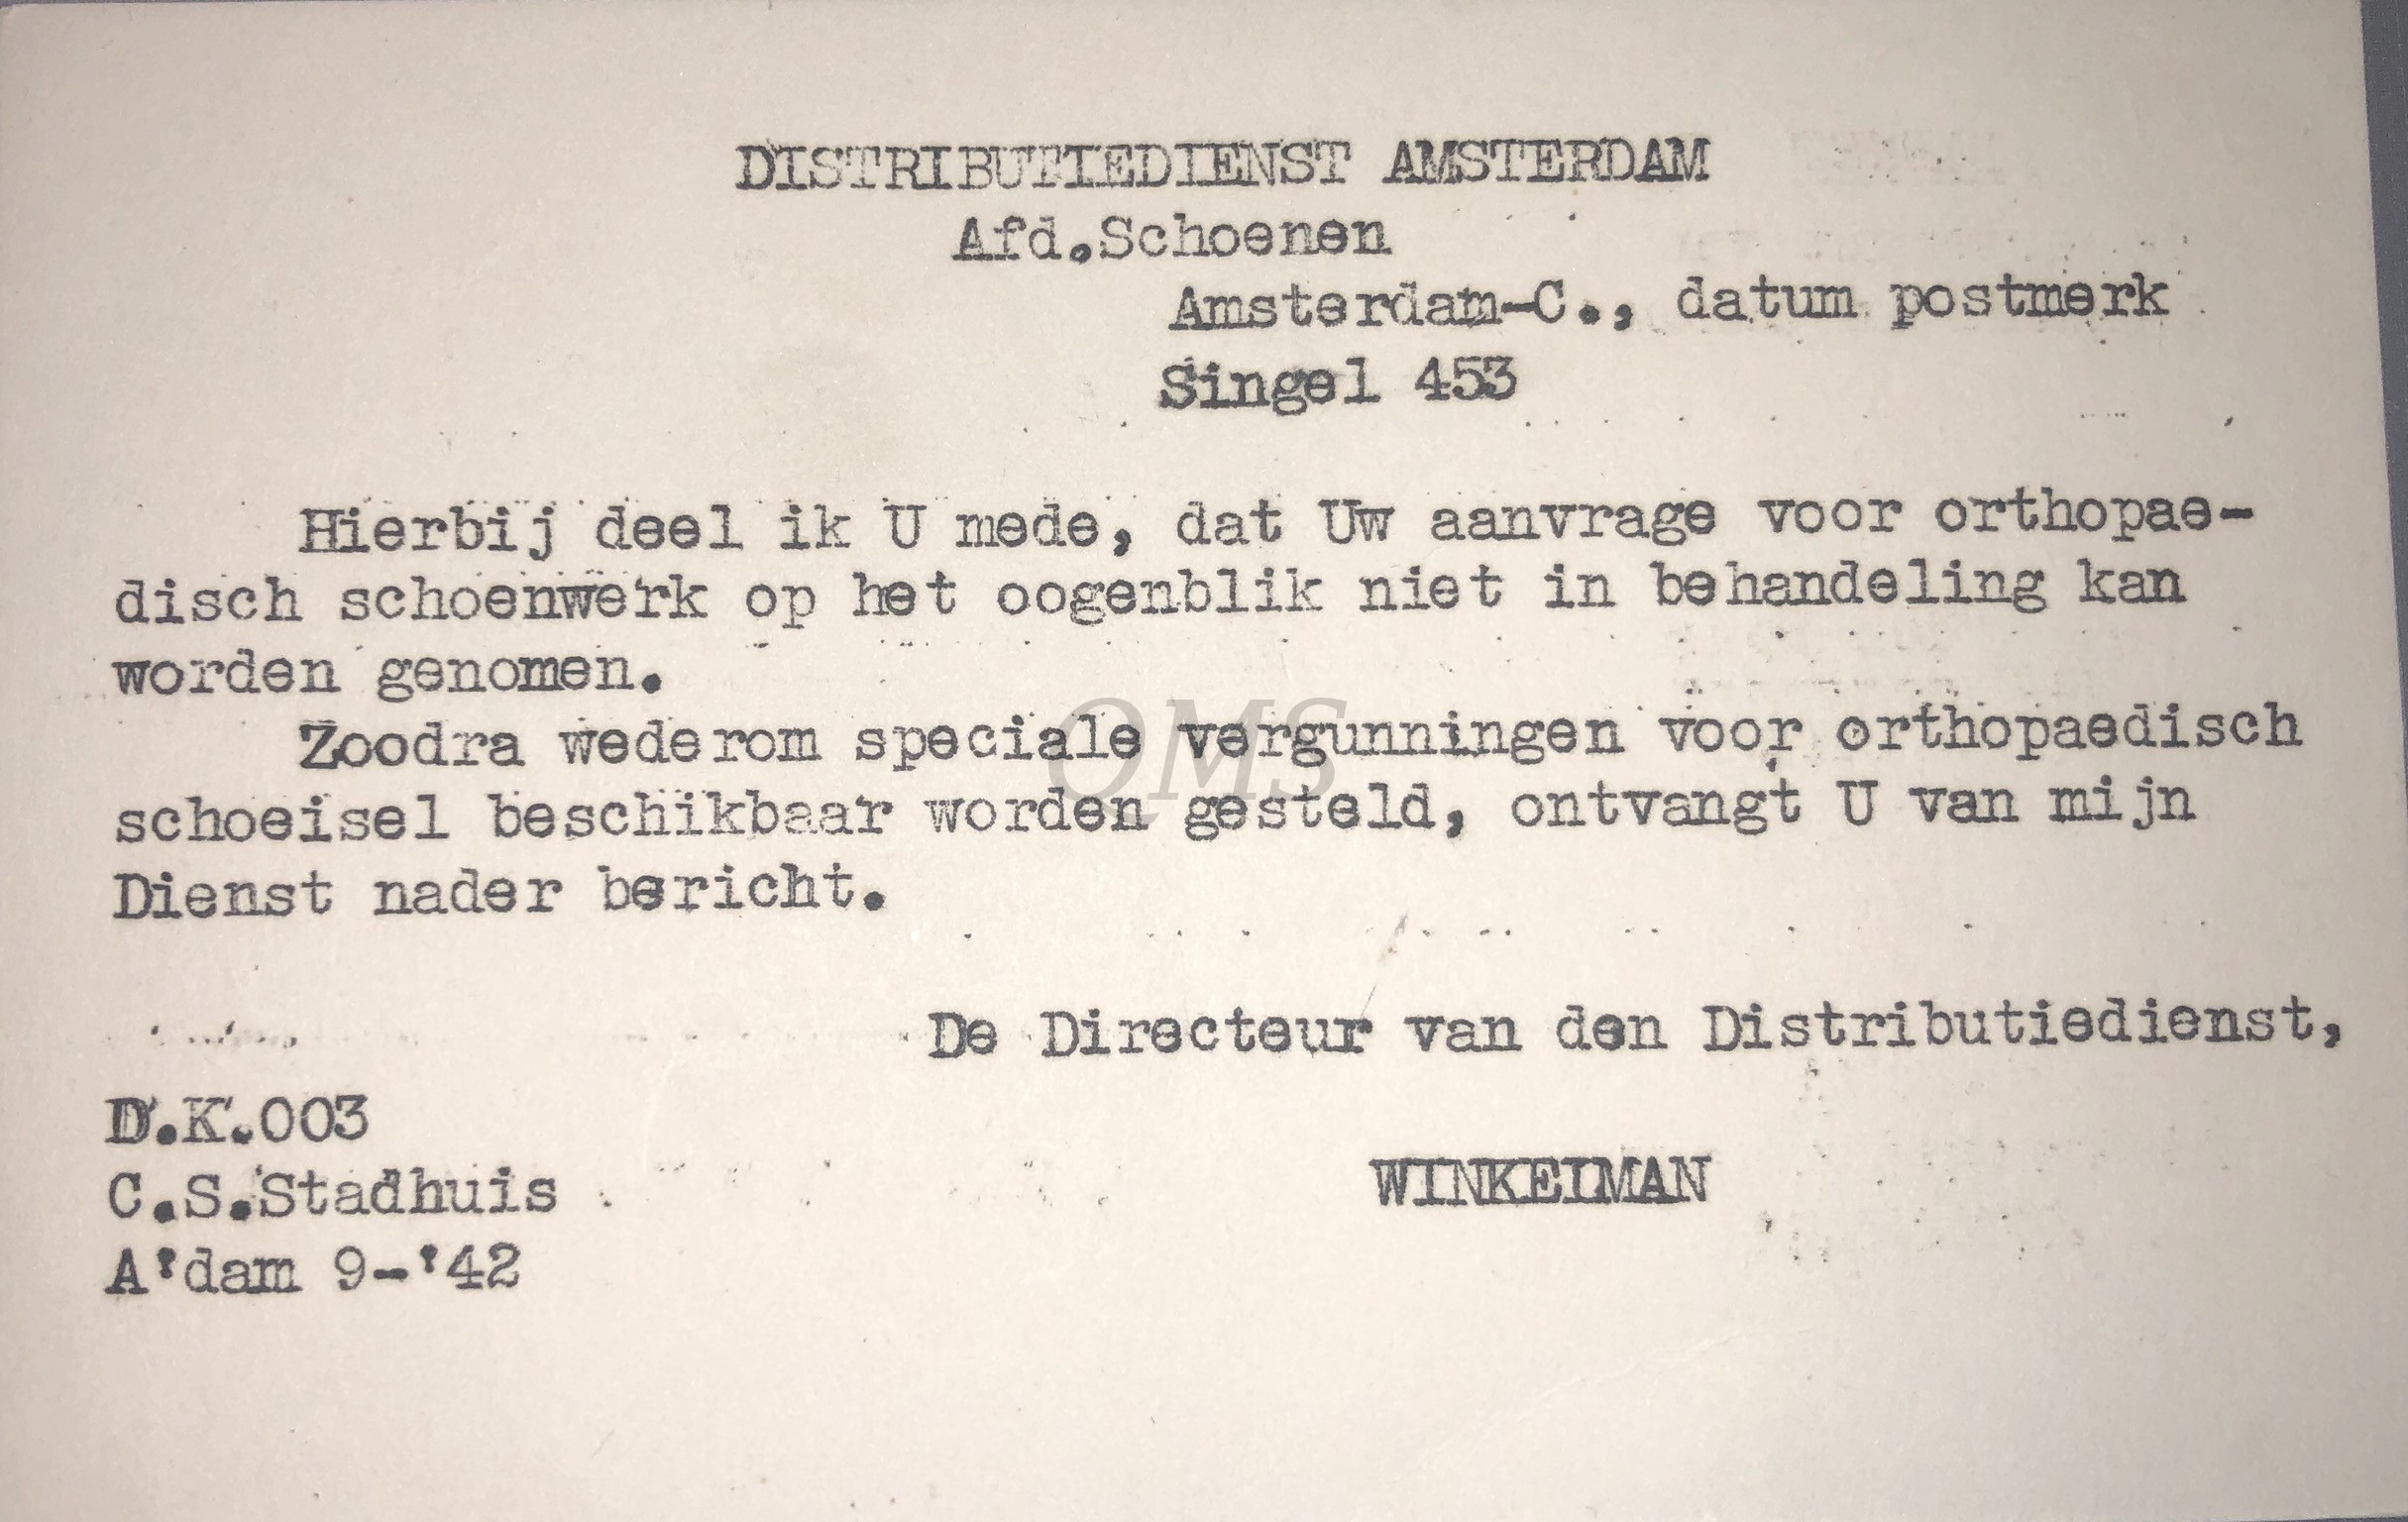 DISTRIBUTIEDIENST AMSTERDAM
Afd.Schoenen
Amsterdam-C., datum postmerk
Singel 453
Hierbij deel ik U mede, dat Uw aanvrage voor orthopae-
disch schoenwerk op het oogenblik niet in behandeling kan
worden genomen.
Zoodra wederom speciale vergunningen voor orthopaedisch
OMS
schoeisel beschikbaar worden gesteld, ontvangt U van mijn
Dienst nader bericht.
De Directeur van den Distributiedienst,
D.K.003
C.S.Stadhuis
WINKELMAN
A'dam 9-'42